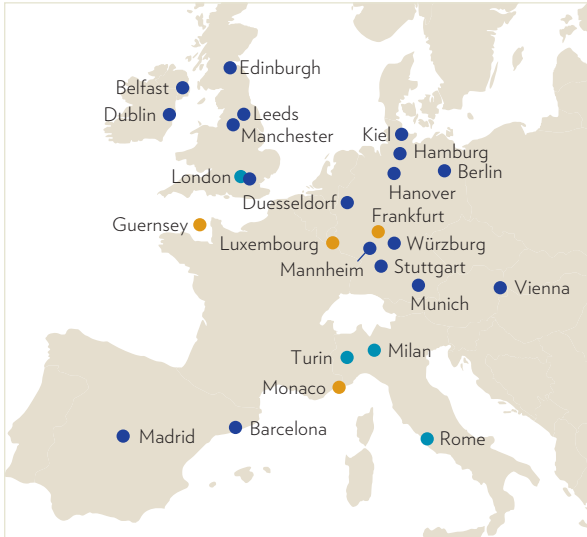 Edinburgh
Belfast
Dublin
Leeds
Manchester
Kiel
Hamburg
London
Berlin
Hanover
Duesseldorf
Frankfurt
Guernsey
Luxembourg
Würzburg
Mannheim
Stuttgart
Munich
Vienna
Turin
Milan
Monaco
Madrid
Barcelona
Rome